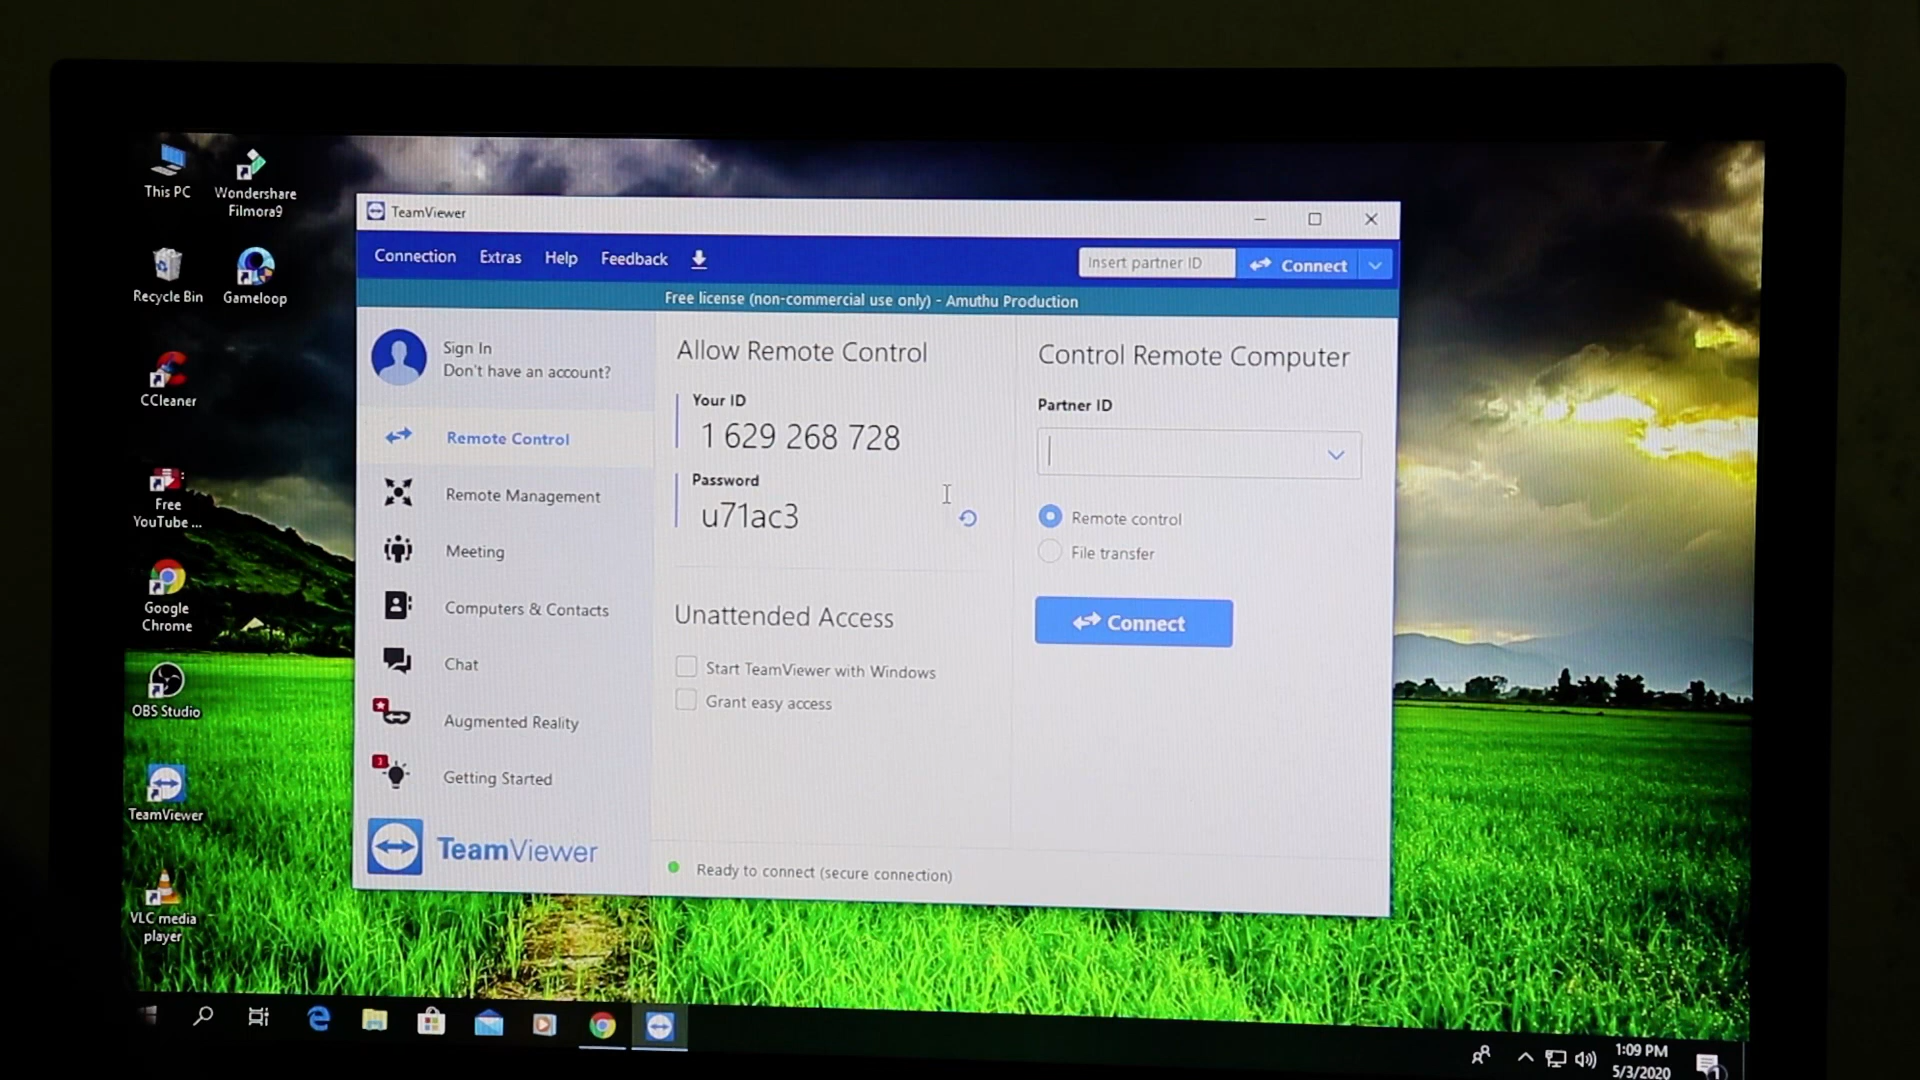 This PC
Wondershare
Filmora9
Recycle Bin
Gameloop
CCleaner
Free
YouTube ...
Google
Chrome
OBS Studio
TeamViewer
VLC media
player
TeamViewer
Connection Extras Help Feedback
Insert partner ID Connect
Free license (non-commercial use only) - Amuthu Production
Sign In
Don't have an account?
Remote Control
Remote Management
Meeting
Computers & Contacts
Chat
Augmented Reality
Getting Started
TeamViewer
Allow Remote Control
Your ID
1 629 268 728
Password
u71ac3
Unattended Access
Start TeamViewer with Windows
Grant easy access
Ready to connect (secure connection)
Control Remote Computer
Partner ID
Remote control
File transfer
Connect
1:09 PM
5/3/2020